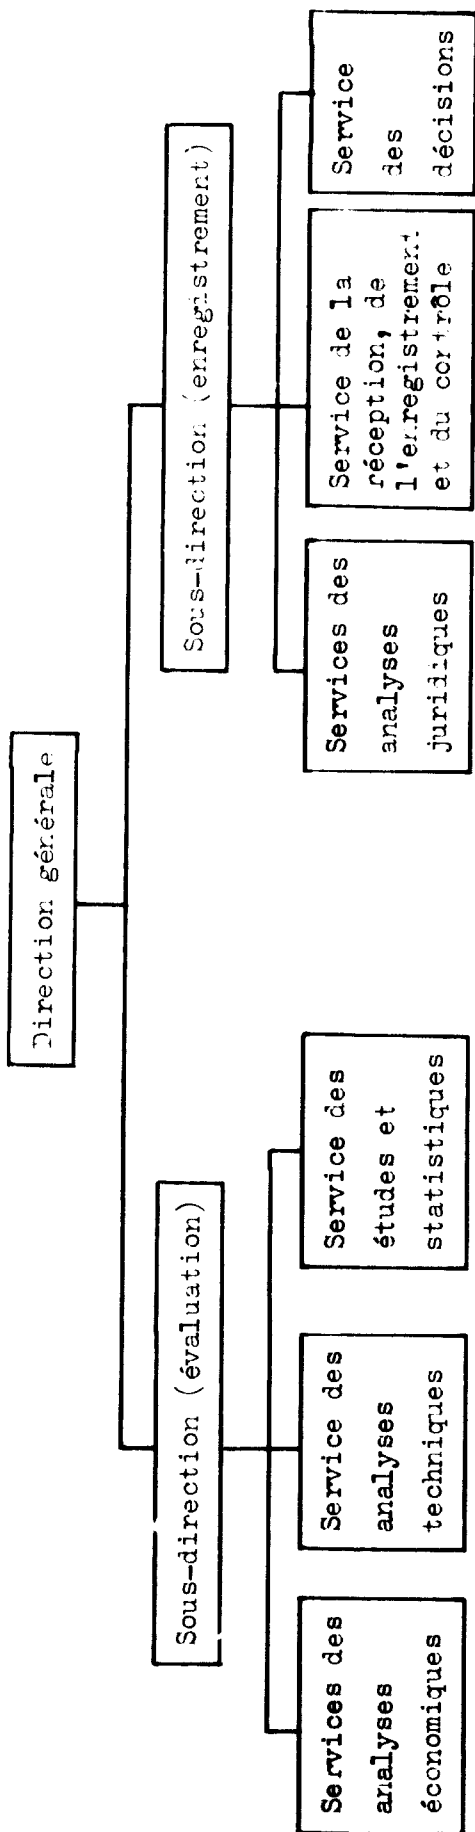 Direction générale
Sous-direction (évaluation)
Sous-direction (enregistrement)
Services des
analyses
économiques
Service des
analyses
techniques
Service des
études et
statistiques
Services des
analyses
juridiques
Service de la
réception, de
l'enregistrement
et du contrôle
Service
des
décisions